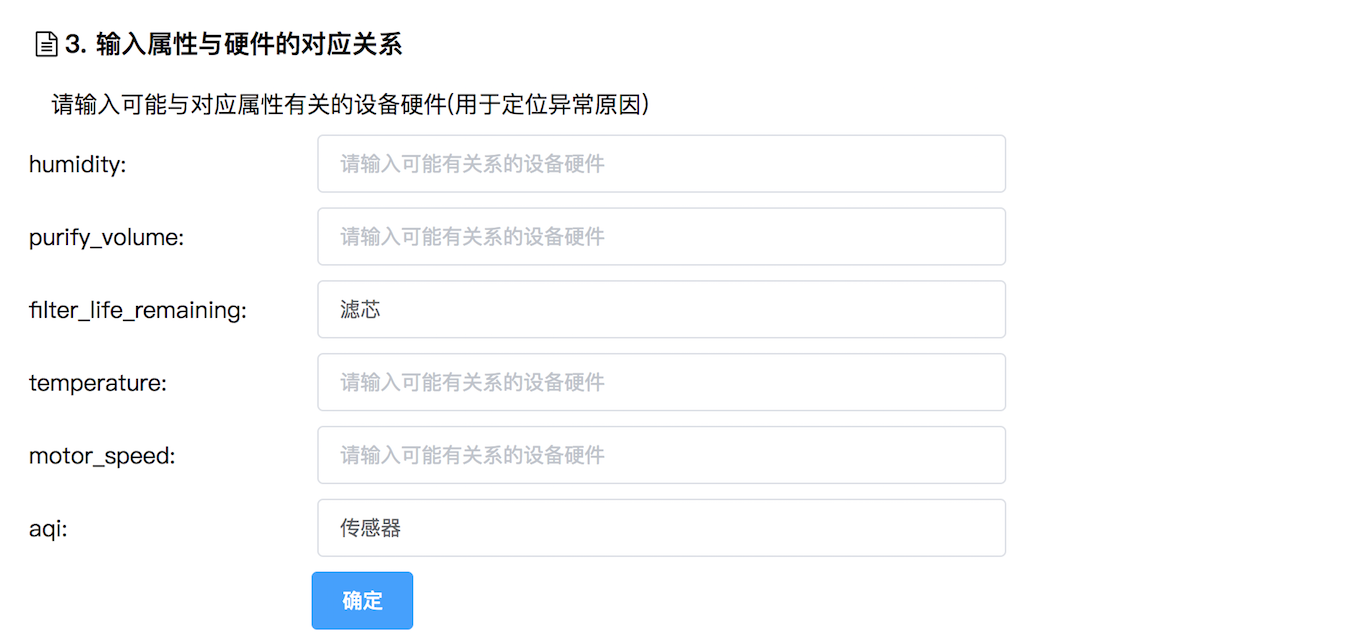 3. 输入属性与硬件的对应关系
请输入可能与对应属性有关的设备硬件(用于定位异常原因)
humidity: 请输入可能有关系的设备硬件
purify_volume: 请输入可能有关系的设备硬件
filter_life_remaining: 滤芯
temperature: 请输入可能有关系的设备硬件
motor_speed: 请输入可能有关系的设备硬件
aqi: 传感器
确定